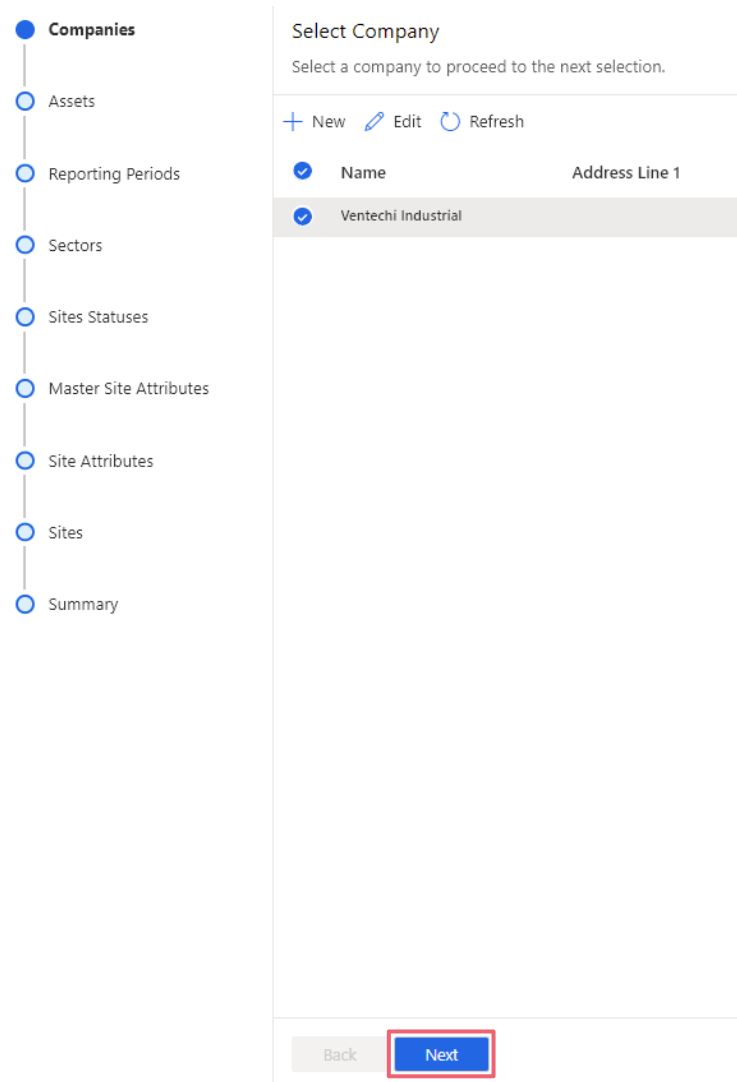 Companies
Assets
Reporting Periods
Sectors
Sites Statuses
Master Site Attributes
Site Attributes
Sites
Summary
Select Company
Select a company to proceed to the next selection.
New Edit Refresh
Name Address Line 1
Ventechi Industrial
Back Next